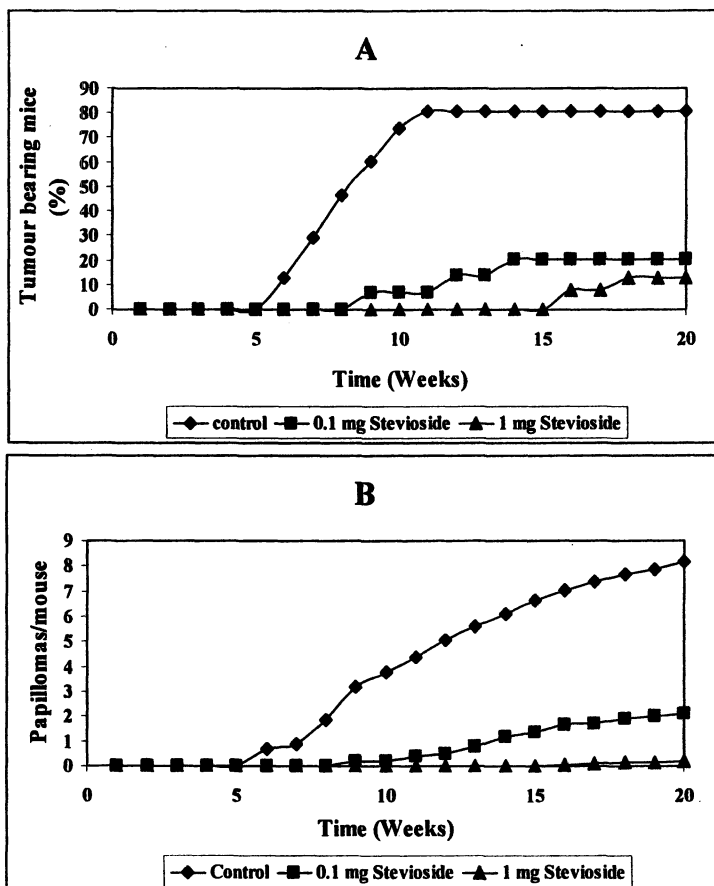 A
Tumour bearing mice
(%)
90
80
70
60
50
40
30
20
10
0
0 5 10 15 20
Time (Weeks)
control 0.1 mg Stevioside 1 mg Stevioside
B
Papillomas/mouse
9
8
7
6
5
4
3
2
1
0
0 5 10 15 20
Time (Weeks)
Control 0.1 mg Stevioside 1 mg Stevioside